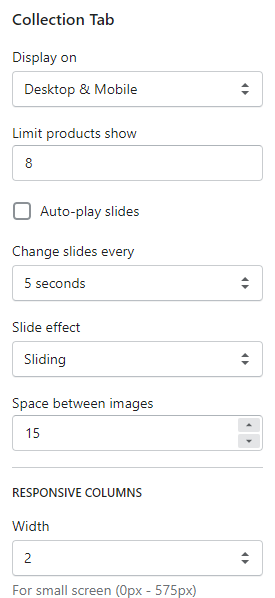 Collection Tab
Display on
Desktop & Mobile
Limit products show
8
Auto-play slides
Change slides every
5 seconds
Slide effect
Sliding
Space between images
15
RESPONSIVE COLUMNS
Width
2
For small screen (0px - 575px)